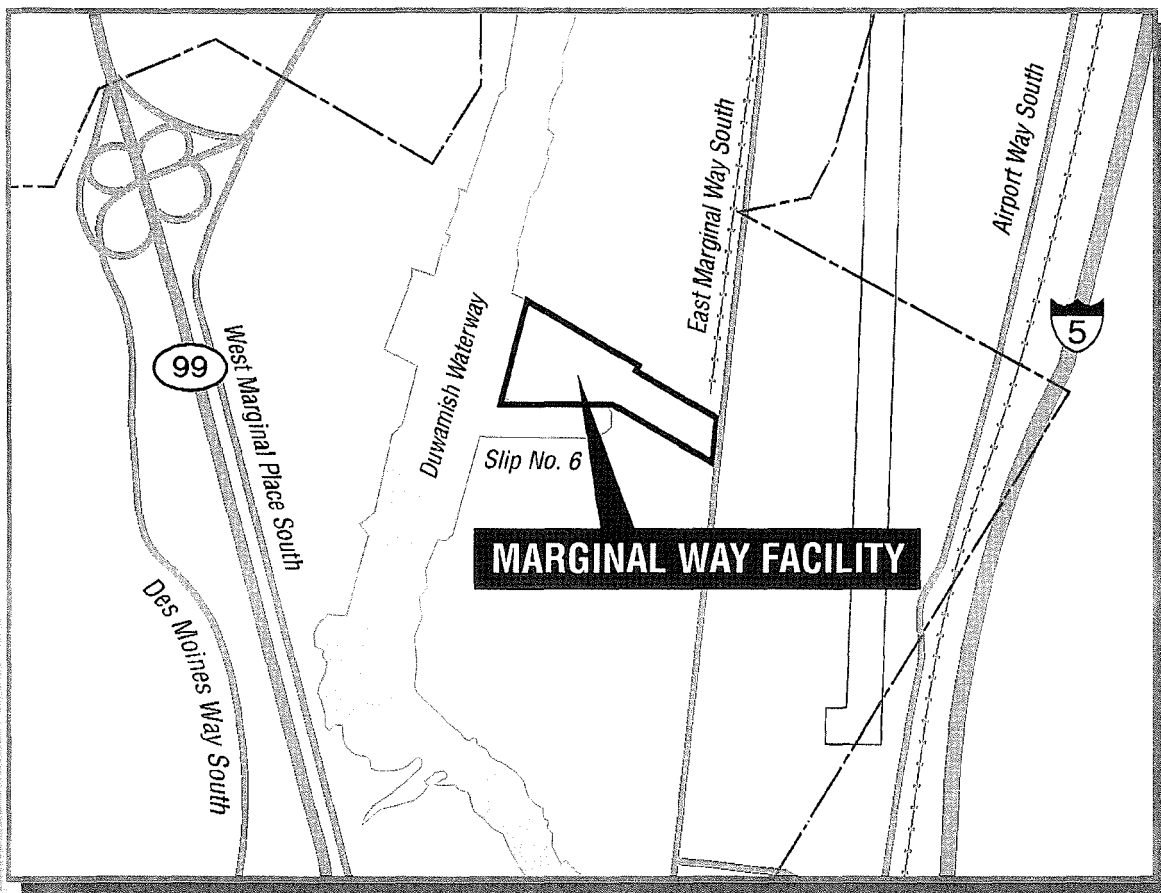 East Marginal Way South
Airport Way South
5
99
West Marginal Place South
Duwamish Waterway
Slip No. 6
MARGINAL WAY FACILITY
Des Moines Way South